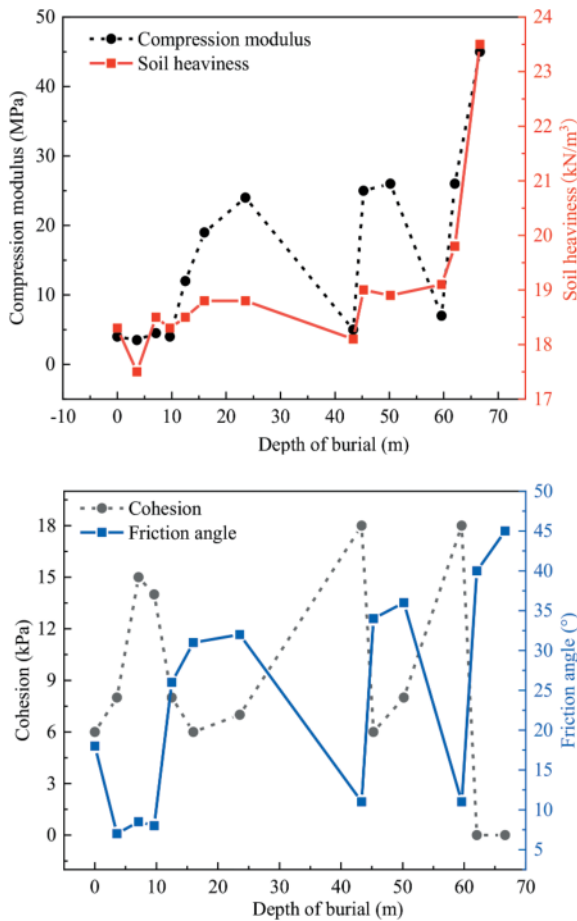 50
40
30
20
10
0
Compression modulus (MPa)
Compression modulus
Soil heaviness
24
23
22
21
20
19
18
17
Soil heaviness (kN/m³)
-10 0 10 20 30 40 50 60 70
Depth of burial (m)
18
15
12
9
6
3
0
Cohesion (kPa)
Cohesion
Friction angle
50
45
40
35
30
25
20
15
10
5
Friction angle (°)
0 10 20 30 40 50 60 70
Depth of burial (m)